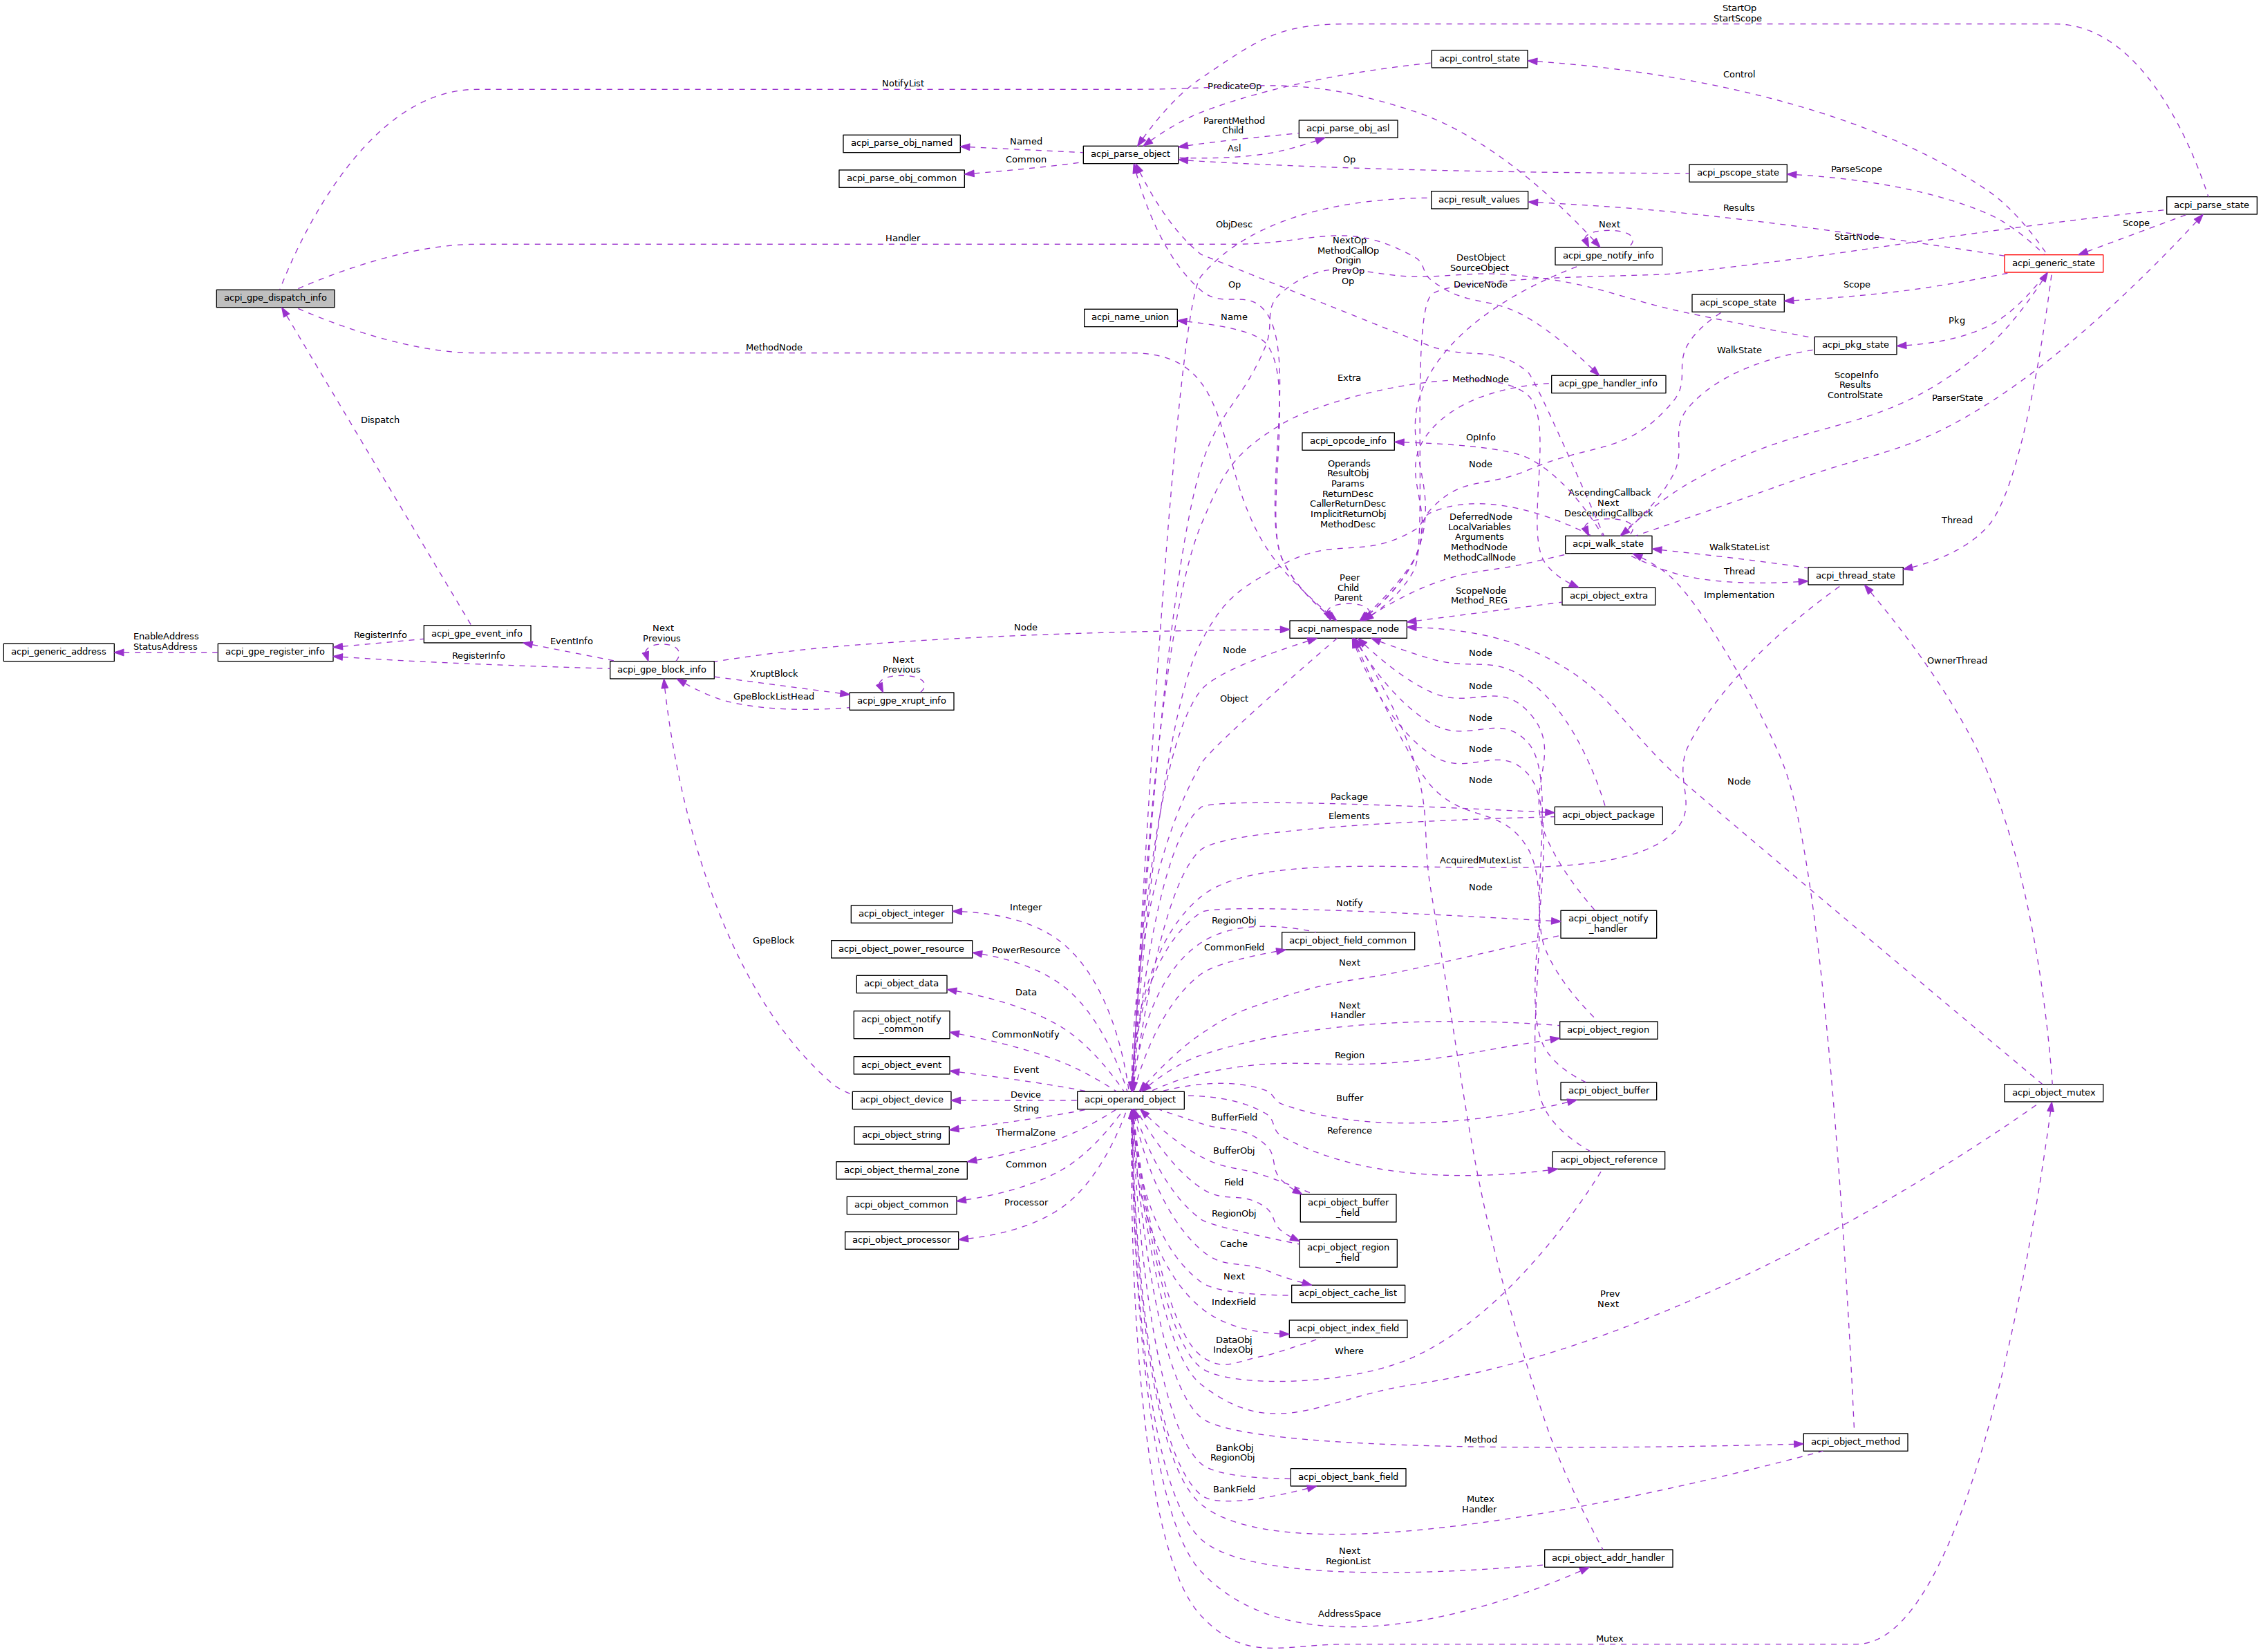 StartOp
StartScope
acpi_control_state
Control
NotifyList
PredicateOp
ParentMethod
Child
acpi_parse_obj_asl
acpi_parse_obj_named
Named
Asl
acpi_parse_object
Common
Op
acpi_pscope_state
ParseScope
acpi_parse_obj_common
acpi_result_values
Results
acpi_parse_state
ObjDesc
Next
Scope
Handler
NextOp
MethodCallOp
Origin
PrevOp
Op
StartNode
acpi_gpe_notify_info
DestObject
SourceObject
acpi_generic_state
DeviceNode
Op
Scope
acpi_gpe_dispatch_info
acpi_scope_state
acpi_name_union
Name
Pkg
MethodNode
WalkState
acpi_pkg_state
Extra
MethodNode
acpi_gpe_handler_info
ScopeInfo
Results
ControlState
ParserState
Dispatch
acpi_opcode_info
OpInfo
Operands
ResultObj
Params
ReturnDesc
CallerReturnDesc
ImplicitReturnObj
MethodDesc
Node
AscendingCallback
Next
DescendingCallback
DeferredNode
LocalVariables
Arguments
MethodNode
MethodCallNode
Thread
acpi_walk_state
WalkStateList
Thread
acpi_thread_state
Peer
Child
Parent
ScopeNode
Method_REG
acpi_object_extra
Implementation
acpi_namespace_node
Node
EnableAddress
StatusAddress
RegisterInfo
acpi_gpe_event_info
Next
Previous
acpi_generic_address
acpi_gpe_register_info
RegisterInfo
EventInfo
acpi_gpe_block_info
Next
Previous
XruptBlock
GpeBlockListHead
acpi_gpe_xrupt_info
Node
Object
Node
Node
Node
Node
Node
OwnerThread
Node
Package
Elements
acpi_object_package
AcquiredMutexList
Node
Notify
acpi_object_integer
Integer
RegionObj
acpi_object_notify
_handler
acpi_object_field_common
GpeBlock
acpi_object_power_resource
PowerResource
CommonField
Next
acpi_object_data
Data
Next
Handler
acpi_object_notify
_common
CommonNotify
acpi_object_region
Region
acpi_object_event
Event
acpi_object_device
Device
acpi_operand_object
Buffer
acpi_object_buffer
acpi_object_mutex
String
BufferField
Reference
acpi_object_string
ThermalZone
BufferObj
acpi_object_reference
acpi_object_thermal_zone
Common
Field
acpi_object_buffer
_field
acpi_object_common
Processor
RegionObj
acpi_object_processor
Cache
acpi_object_region
_field
Next
acpi_object_cache_list
IndexField
acpi_object_index_field
Prev
Next
DataObj
IndexObj
Where
Method
acpi_object_method
BankObj
RegionObj
acpi_object_bank_field
BankField
Mutex
Handler
Next
RegionList
acpi_object_addr_handler
AddressSpace
Mutex